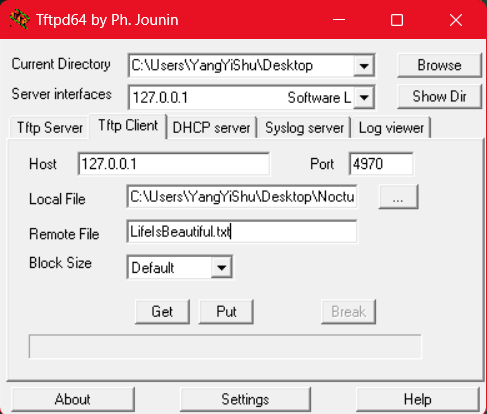 Tftpd64 by Ph. Jounin
Current Directory C:\Users\YangYiShu\Desktop Browse
Server interfaces 127.0.0.1 Software L Show Dir
Tftp Server Tftp Client DHCP server Syslog server Log viewer
Host 127.0.0.1 Port 4970
Local File C:\Users\YangYiShu\Desktop\Noctu ...
Remote File LifeIsBeautiful.txt
Block Size Default
Get Put Break
About Settings Help